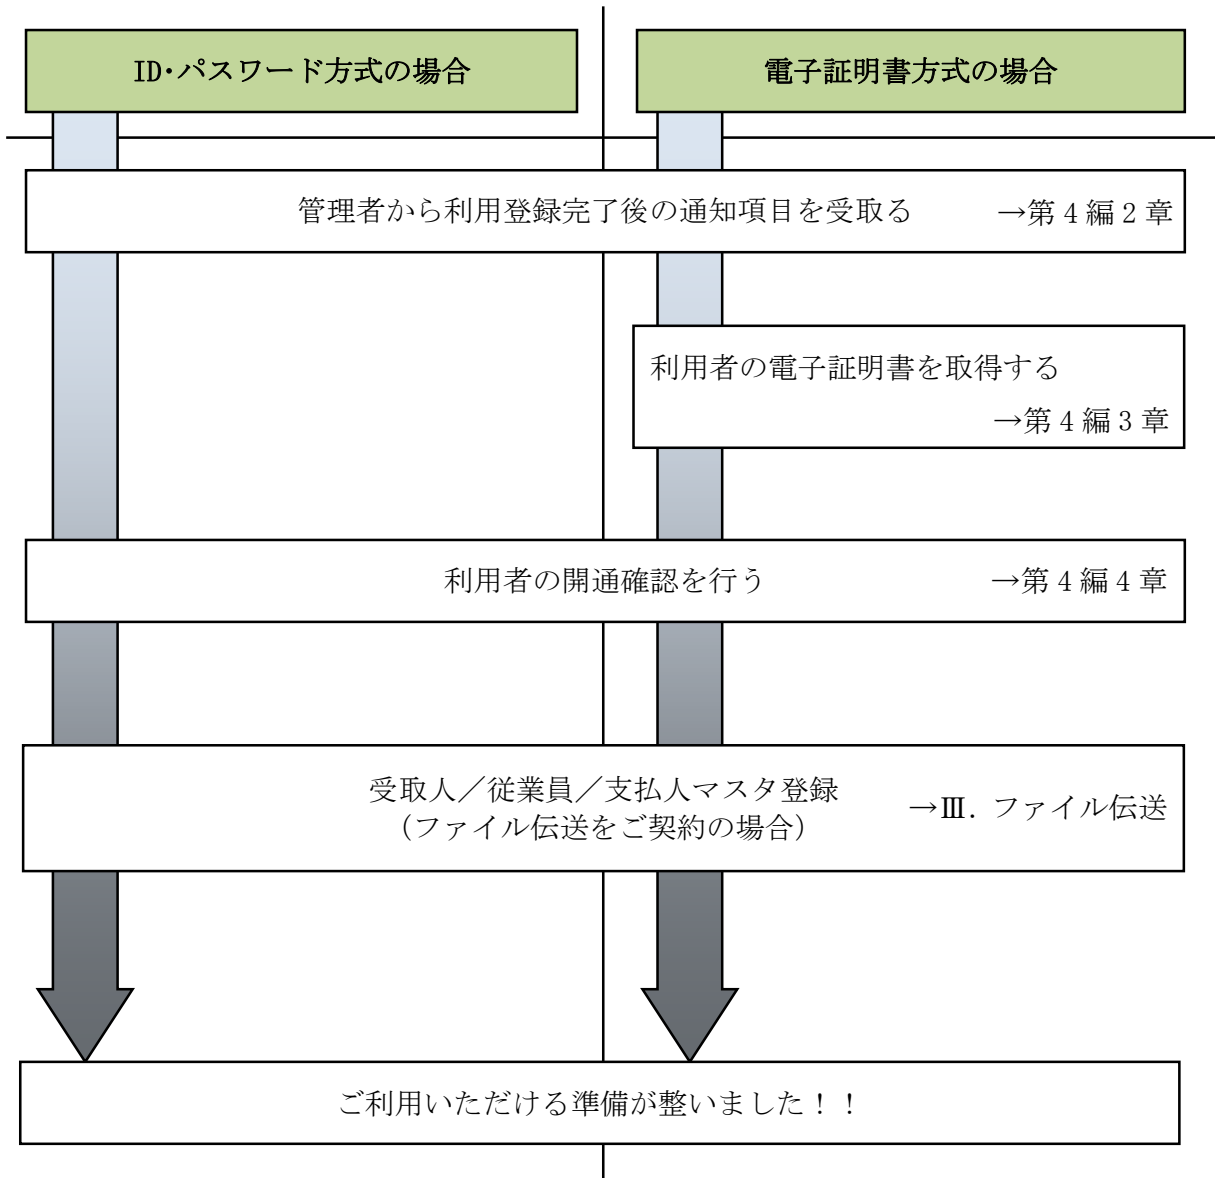 ID・パスワード方式の場合
電子証明書方式の場合
管理者から利用登録完了後の通知項目を受取る →第4編2章
利用者の電子証明書を取得する
→第4編3章
利用者の開通確認を行う →第4編4章
受取人／従業員／支払人マスタ登録
（ファイル伝送をご契約の場合）
→Ⅲ．ファイル伝送
ご利用いただける準備が整いました！！